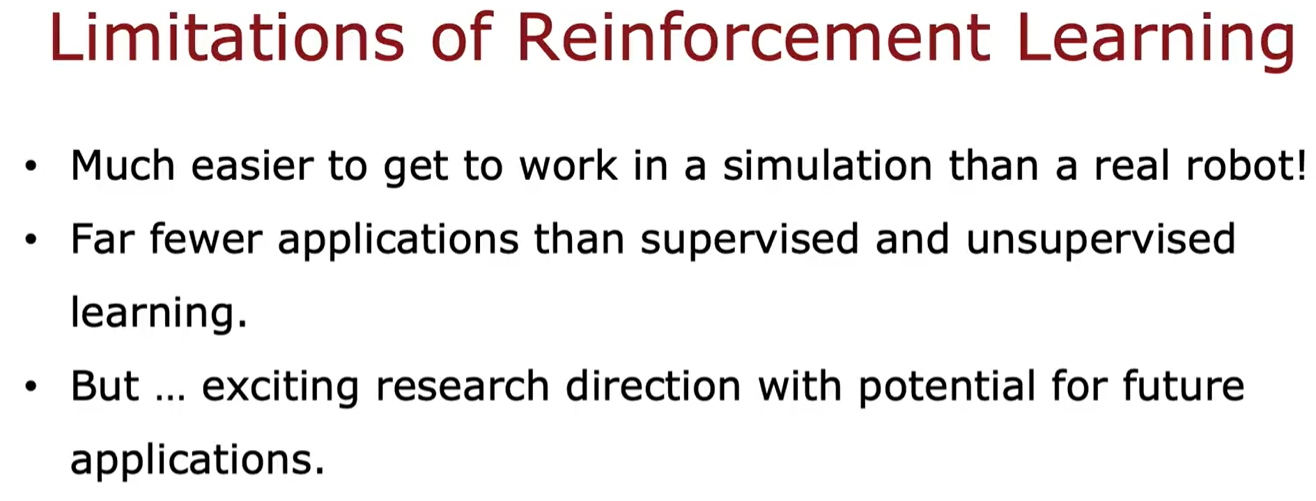 Limitations of Reinforcement Learning
• Much easier to get to work in a simulation than a real robot!
• Far fewer applications than supervised and unsupervised
learning.
• But … exciting research direction with potential for future
applications.